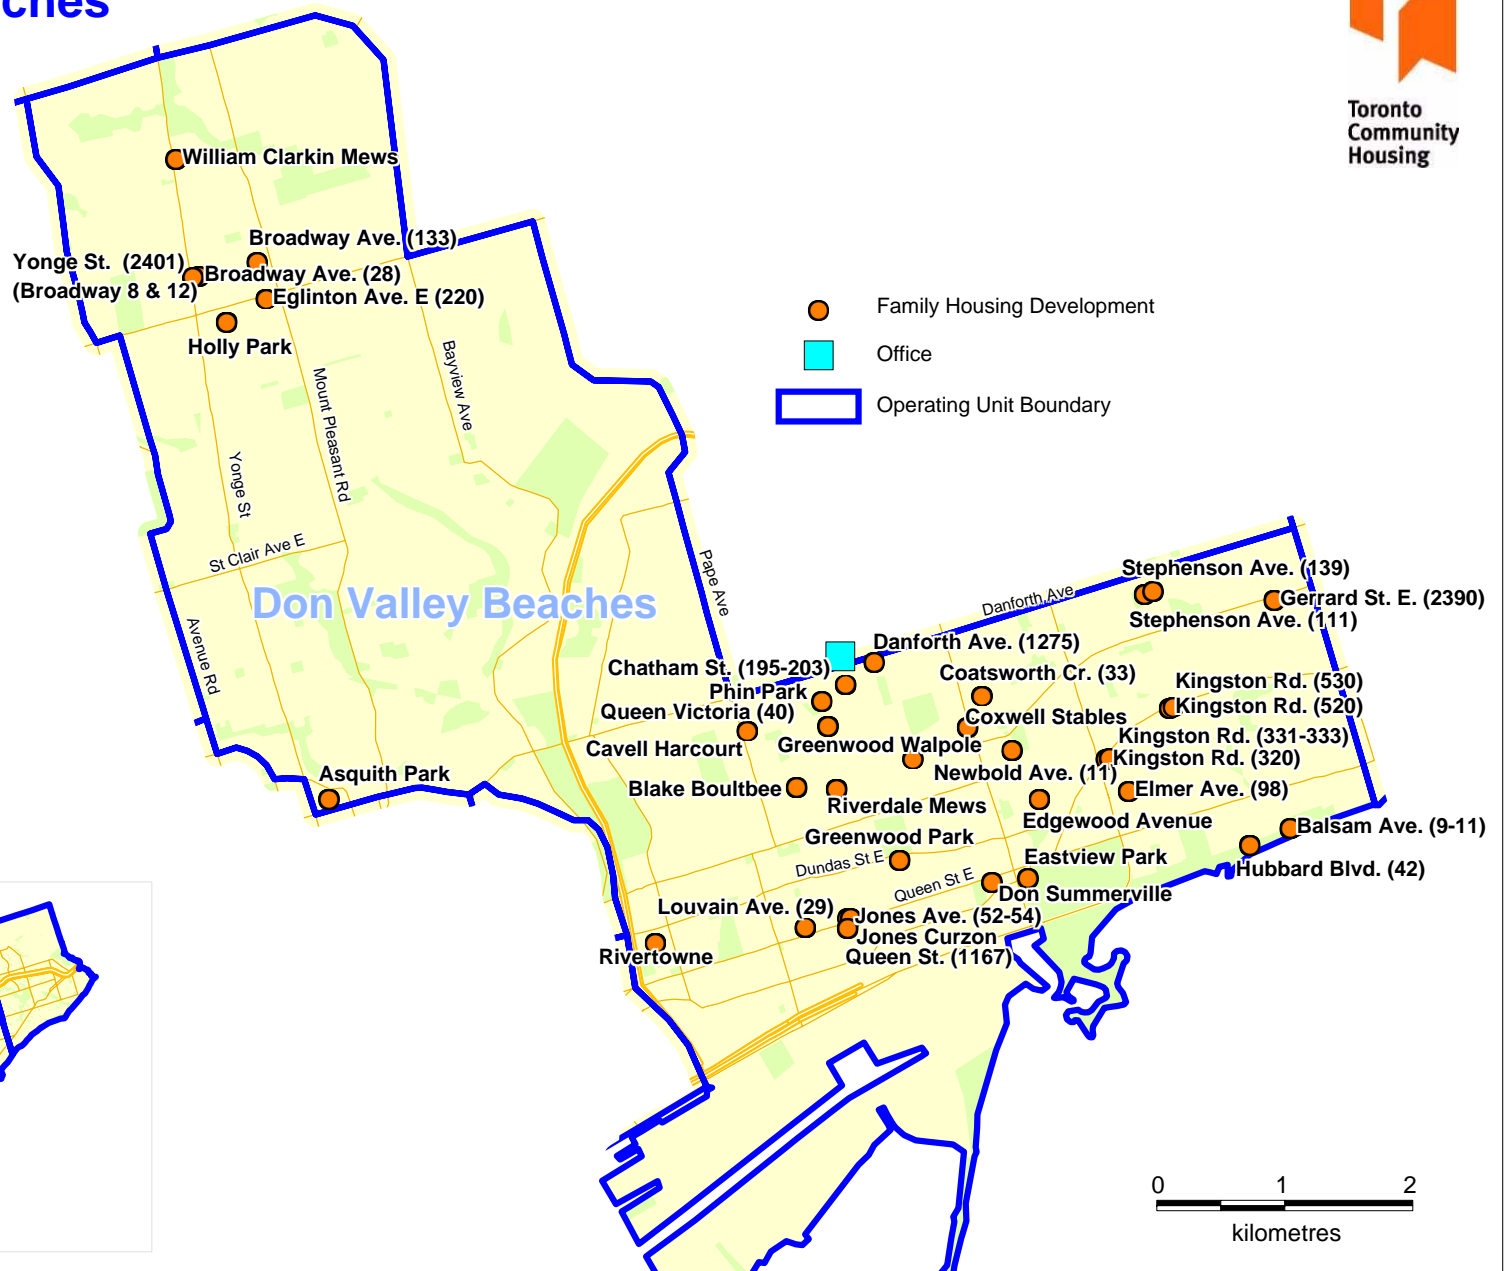 ches
Toronto
Community
Housing
William Clarkin Mews
Broadway Ave. (133)
Yonge St. (2401)
Broadway Ave. (28)
(Broadway 8 & 12)
Eglinton Ave. E (220)
Holly Park
Family Housing Development
Office
Operating Unit Boundary
Bayview Ave
Mount Pleasant Rd
Yonge St
St Clair Ave E
Don Valley Beaches
Avenue Rd
Pape Ave
Danforth Ave
Stephenson Ave. (139)
Gerrard St. E. (2390)
Stephenson Ave. (111)
Danforth Ave. (1275)
Chatham St. (195-203)
Coatsworth Cr. (33)
Phin Park
Kingston Rd. (530)
Kingston Rd. (520)
Queen Victoria (40)
Coxwell Stables
Kingston Rd. (331-333)
Cavell Harcourt
Greenwood Walpole
Kingston Rd. (320)
Newbold Ave. (11)
Asquith Park
Blake Boultbee
Elmer Ave. (98)
Riverdale Mews
Edgewood Avenue
Balsam Ave. (9-11)
Greenwood Park
Dundas St E
Eastview Park
Hubbard Blvd. (42)
Queen St E
Don Summerville
Louvain Ave. (29)
Jones Ave. (52-54)
Jones Curzon
Rivertowne
Queen St. (1167)
0 1 2
kilometres